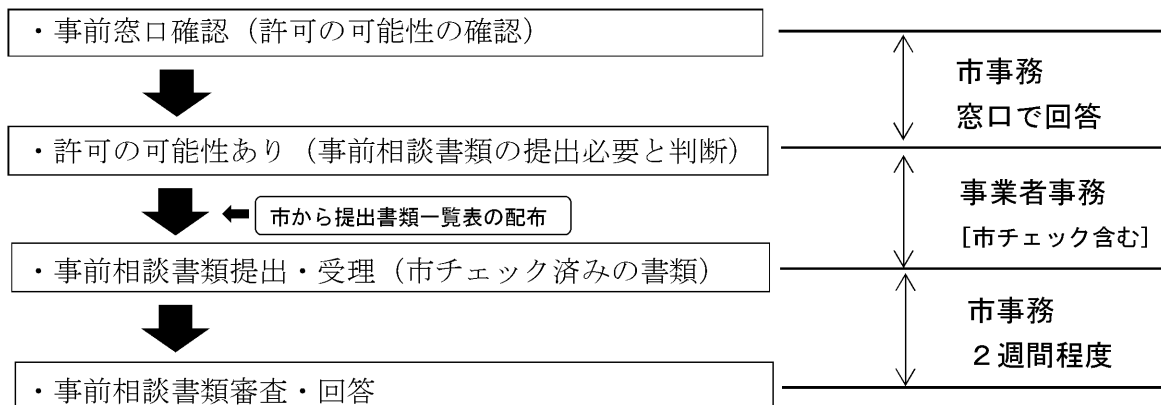 ・事前窓口確認（許可の可能性の確認）
市事務
窓口で回答
・許可の可能性あり（事前相談書類の提出必要と判断）
事業者事務
[市チェック含む]
市から提出書類一覧表の配布
・事前相談書類提出・受理（市チェック済みの書類）
市事務
２週間程度
・事前相談書類審査・回答